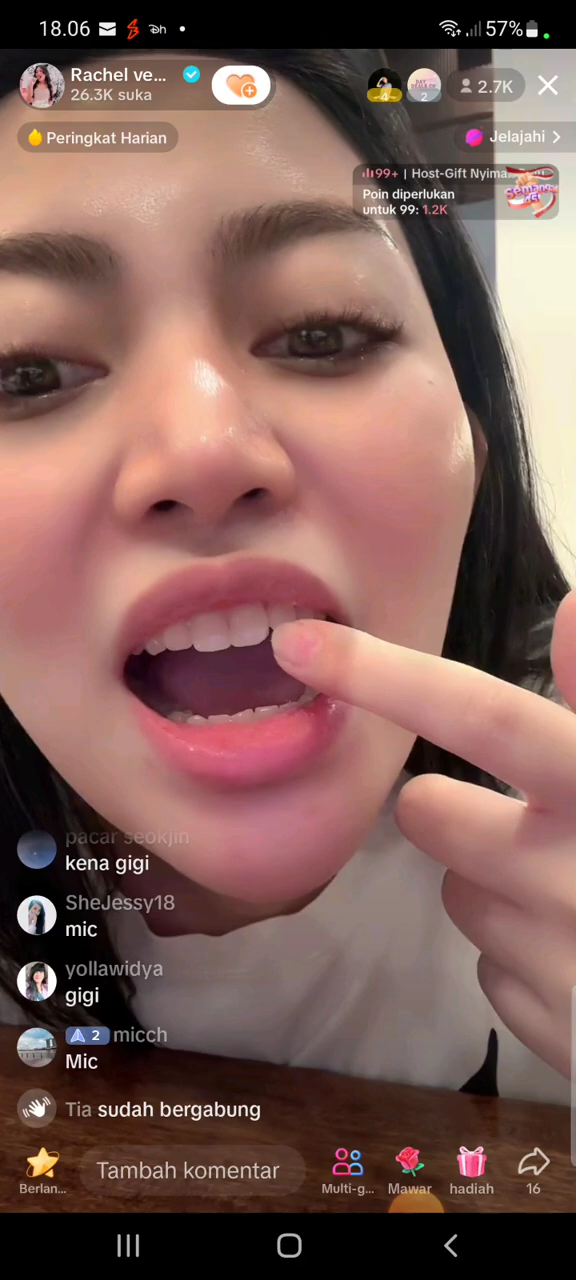 18.06
57%
Rachel ve...
26.3K suka
4
2
2.7K
Peringkat Harian
Jelajahi >
99+ | Host-Gift Nyima
Poin diperlukan
untuk 99: 1.2K
pacar seokjin
kena gigi
SheJessy18
mic
yollawidya
gigi
2 micch
Mic
Tia sudah bergabung
Tambah komentar
Berlan...
Multi-g...
Mawar
hadiah
16